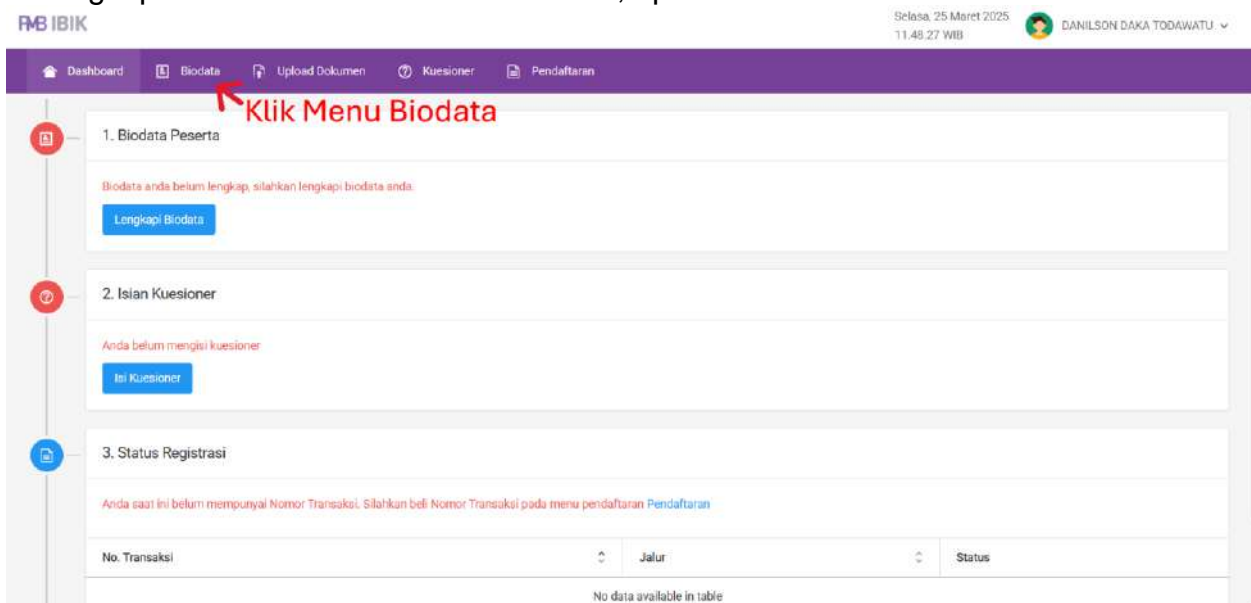 PMB IBIK
Selasa, 25 Maret 2025
11.48.27 WIB
DANILSON DAKA TODAWATU
Dashboard
Biodata
Upload Dokumen
Kuesioner
Pendaftaran
Klik Menu Biodata
1. Biodata Peserta
Biodata anda belum lengkap, silahkan lengkapi biodata anda.
Lengkapi Biodata
2. Isian Kuesioner
Anda belum mengisi kuesioner
Isi Kuesioner
3. Status Registrasi
Anda saat ini belum mempunyai Nomor Transaksi. Silahkan beli Nomor Transaksi pada menu pendaftaran Pendaftaran
No. Transaksi
Jalur
Status
No data available in table